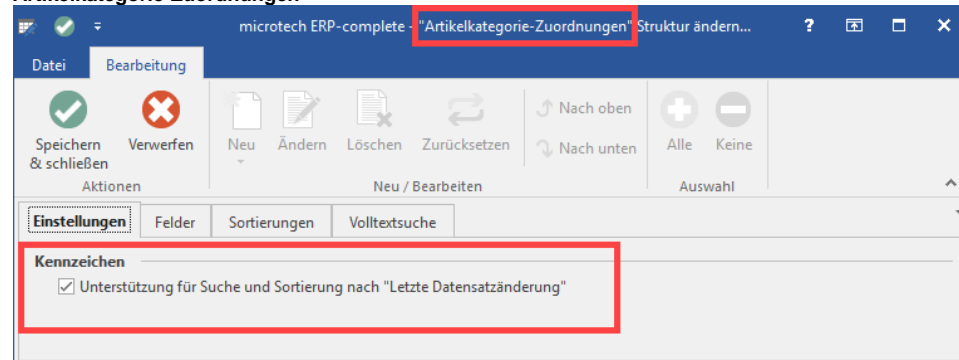 Artikelkategorie Zuordnungen
microtech ERP-complete - "Artikelkategorie-Zuordnungen" Struktur ändern...
?
Datei Bearbeitung
Speichern & schließen
Verwerfen
Neu
Ändern
Löschen
Zurücksetzen
Nach oben
Nach unten
Alle
Keine
Aktionen
Neu / Bearbeiten
Auswahl
Einstellungen Felder Sortierungen Volltextsuche
Kennzeichen
Unterstützung für Suche und Sortierung nach "Letzte Datensatzänderung"